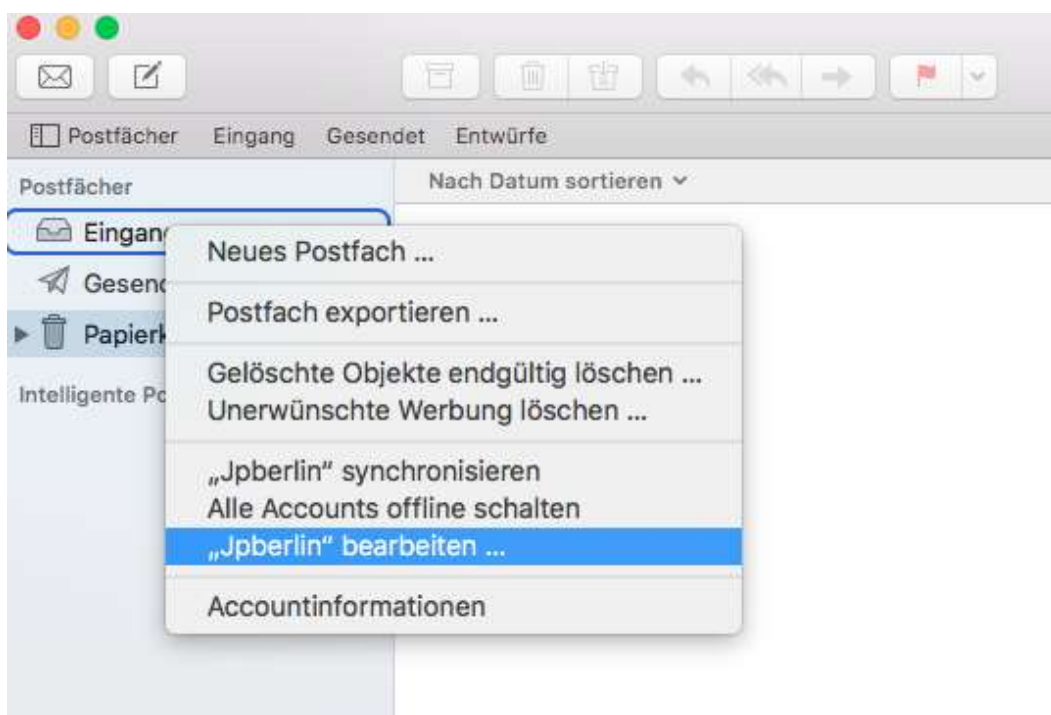 Postfächer Eingang Gesendet Entwürfe
Postfächer
Nach Datum sortieren
Eingang
Neues Postfach ...
Postfach exportieren ...
Gelöschte Objekte endgültig löschen ...
Unerwünschte Werbung löschen ...
„Jpberlin“ synchronisieren
Alle Accounts offline schalten
„Jpberlin“ bearbeiten ...
Accountinformationen
Gesend
Papierk
Intelligente Po